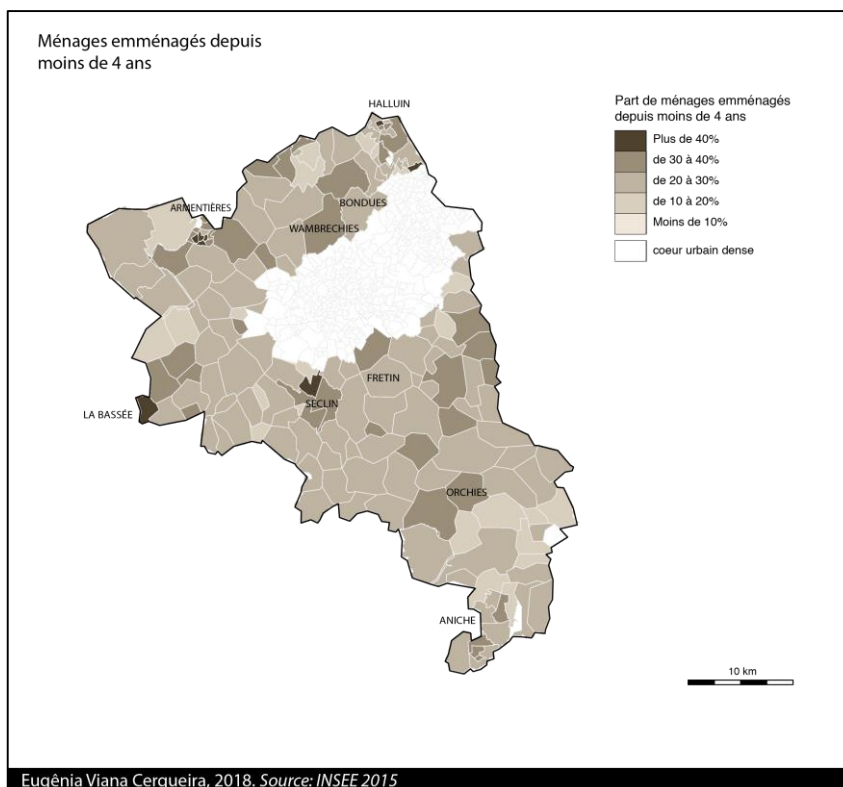 Ménages emménagés depuis
moins de 4 ans
HALLUIN
Part de ménages emménagés
depuis moins de 4 ans
Plus de 40%
de 30 à 40%
de 20 à 30%
de 10 à 20%
Moins de 10%
coeur urbain dense
ARMENTIÈRES
BONDUES
WAMBRECHIES
FRETIN
SECLIN
LA BASSÉE
ORCHIES
ANICHE
10 km
Eugênia Viana Cerqueira, 2018. Source: INSEE 2015